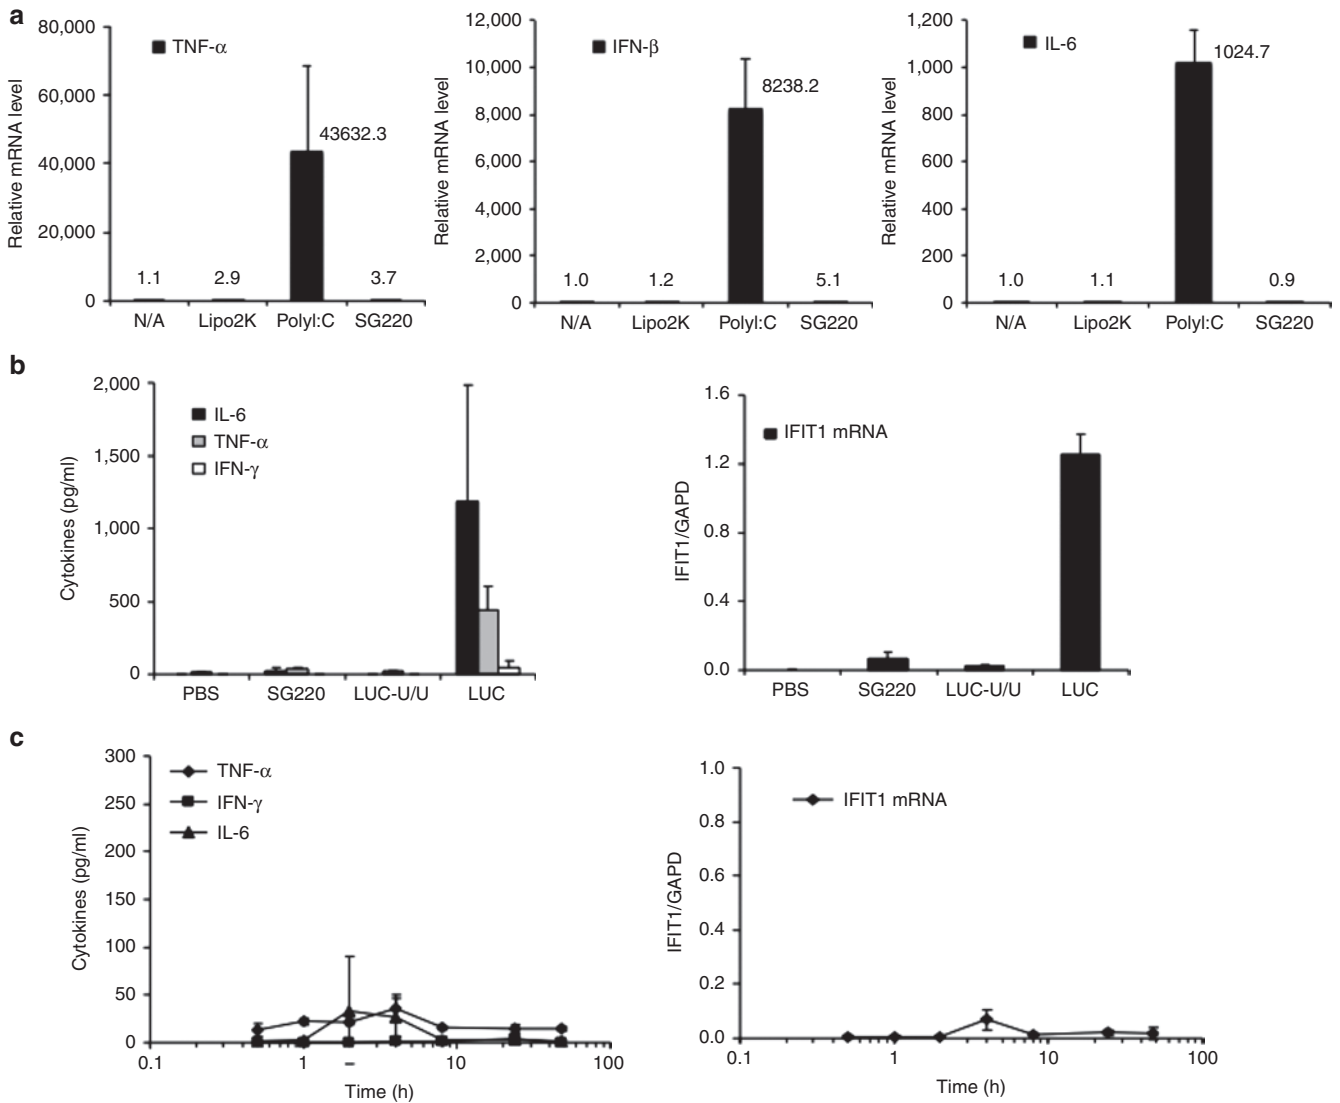 a
80,000
60,000
40,000
20,000
0
Relative mRNA level
TNF-α
1.1
2.9
43632.3
3.7
N/A
Lipo2K
PolyI:C
SG220
12,000
10,000
8,000
6,000
4,000
2,000
0
Relative mRNA level
IFN-β
1.0
1.2
8238.2
5.1
N/A
Lipo2K
PolyI:C
SG220
1,200
1,000
800
600
400
200
0
Relative mRNA level
IL-6
1.0
1.1
1024.7
0.9
N/A
Lipo2K
PolyI:C
SG220
b
2,000
1,500
1,000
500
0
Cytokines (pg/ml)
IL-6
TNF-α
IFN-γ
PBS
SG220
LUC-U/U
LUC
1.6
1.2
0.8
0.4
0.0
IFIT1/GAPD
IFIT1 mRNA
PBS
SG220
LUC-U/U
LUC
c
300
250
200
150
100
50
0
Cytokines (pg/ml)
TNF-α
IFN-γ
IL-6
0.1
1
10
100
Time (h)
1.0
0.8
0.6
0.4
0.2
0.0
IFIT1/GAPD
IFIT1 mRNA
0.1
1
10
100
Time (h)